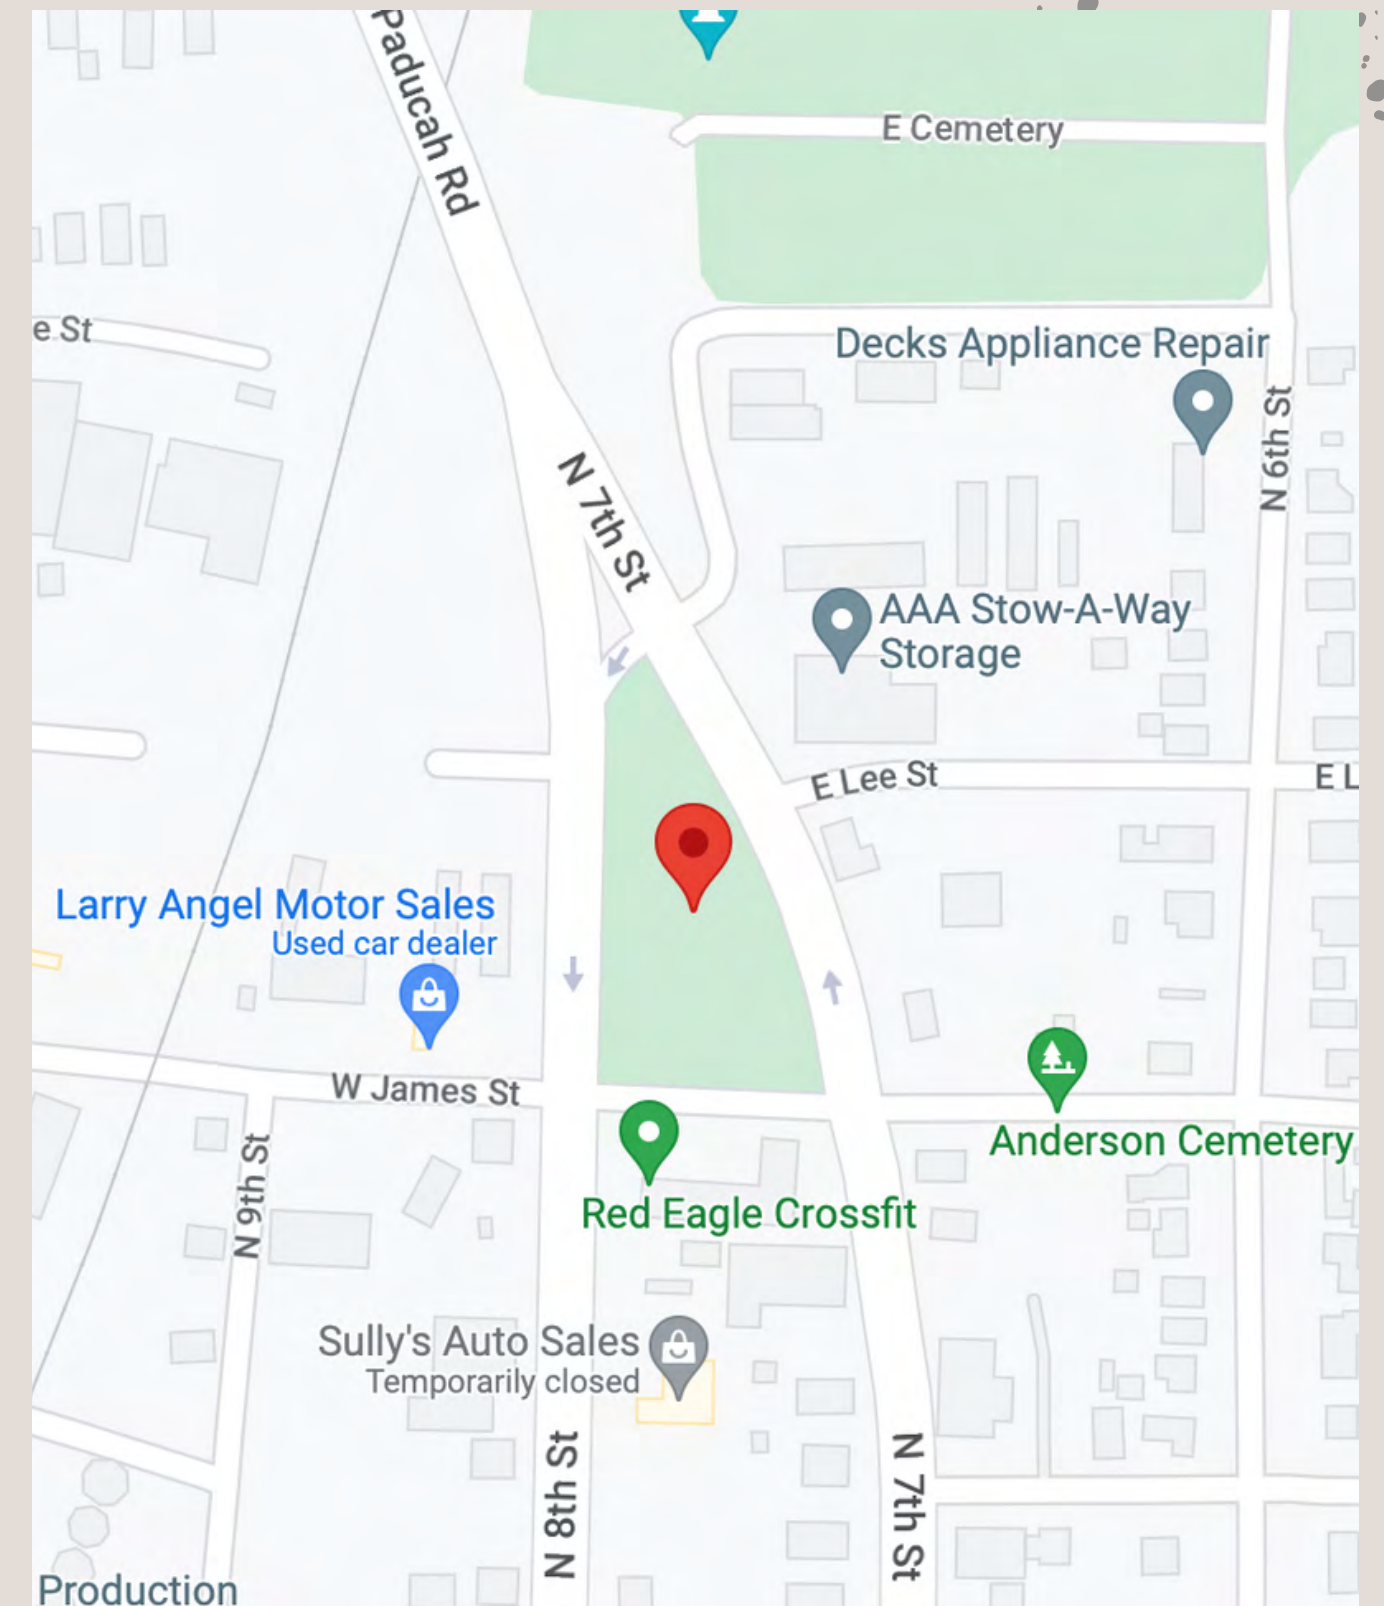 Paducah Rd
E Cemetery
e St
Decks Appliance Repair
N 6th St
N 7th St
AAA Stow-A-Way
Storage
E Lee St
E L
Larry Angel Motor Sales
Used car dealer
W James St
Anderson Cemetery
N 9th St
Red Eagle Crossfit
Sully's Auto Sales
Temporarily closed
N 8th St
N 7th St
Production